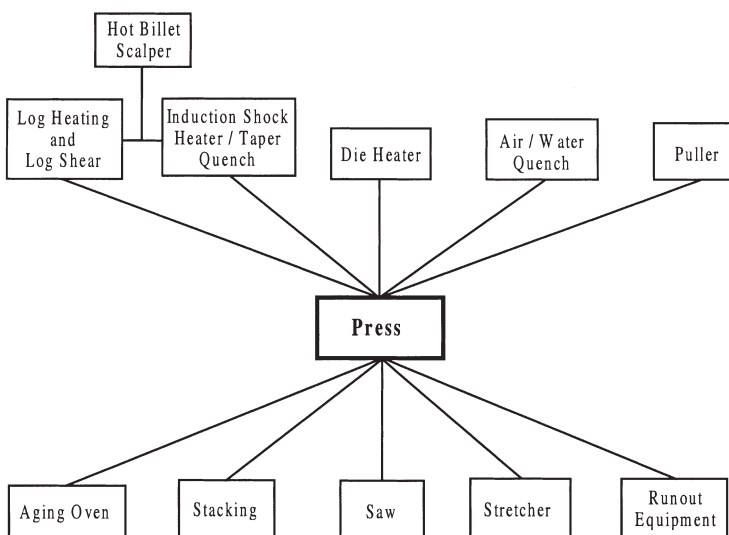 Hot Billet
Scalper
Log Heating
and
Log Shear
Induction Shock
Heater / Taper
Quench
Die Heater
Air / Water
Quench
Puller
Press
Aging Oven
Stacking
Saw
Stretcher
Runout
Equipment